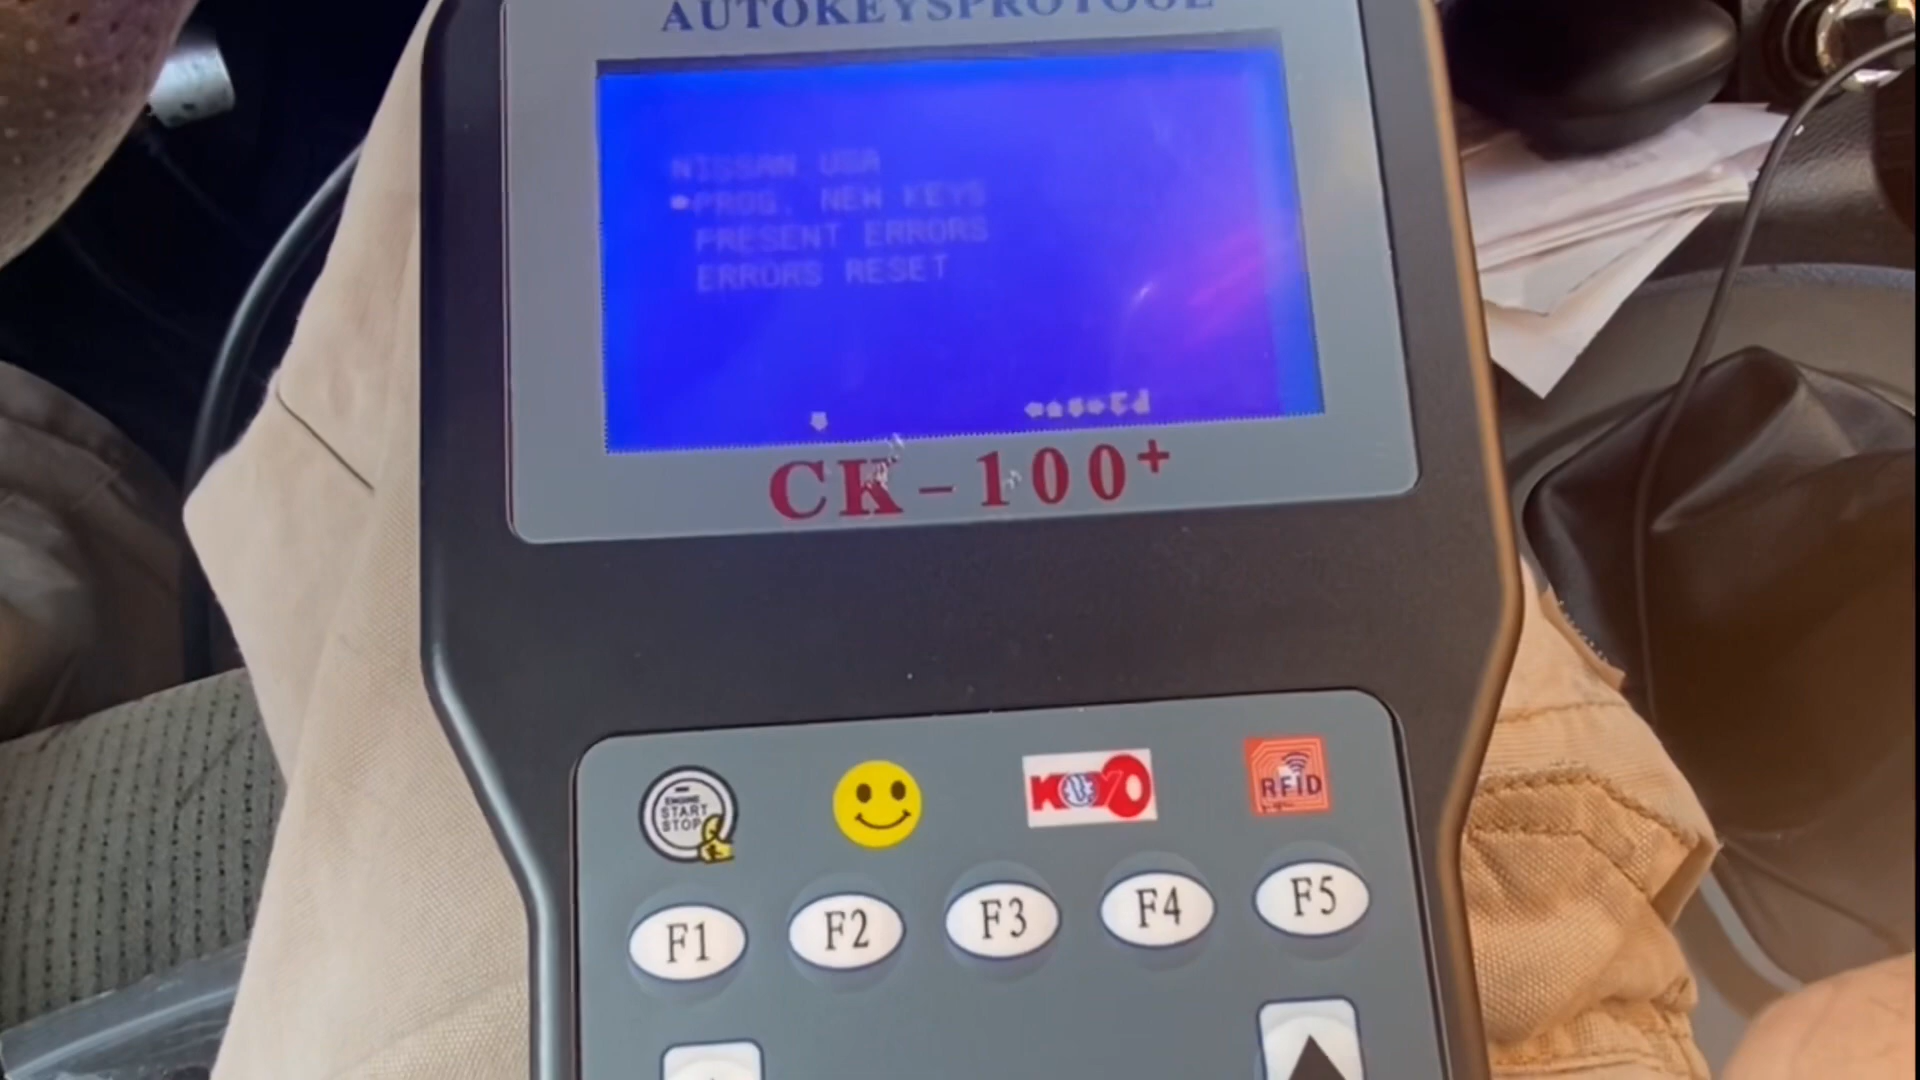 AUTOKEYSPROTOOL
NISSAN USA
PROG. NEW KEYS
PRESENT ERRORS
ERRORS RESET
CK-100+
ENGINE
START
STOP
KEY
RFID
F1 F2 F3 F4 F5